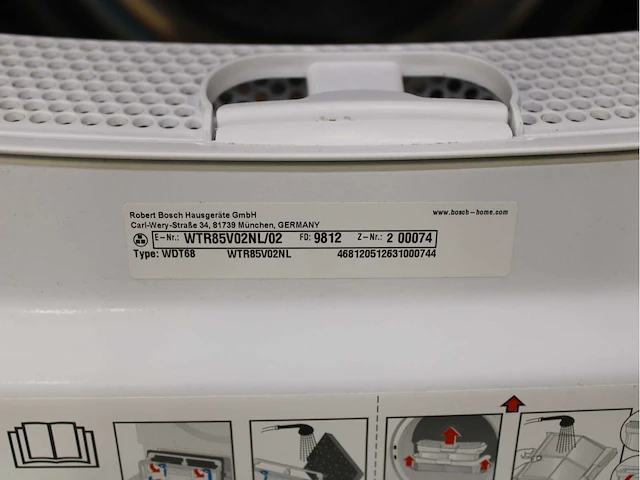 Robert Bosch Hausgeräte GmbH
Carl-Wery-Straße 34, 81739 München, GERMANY
www.bosch-home.com
E-Nr.: WTR85V02NL/02 FD: 9812 Z-Nr.: 2 00074
Type: WDT68 WTR85V02NL 468120512631000744